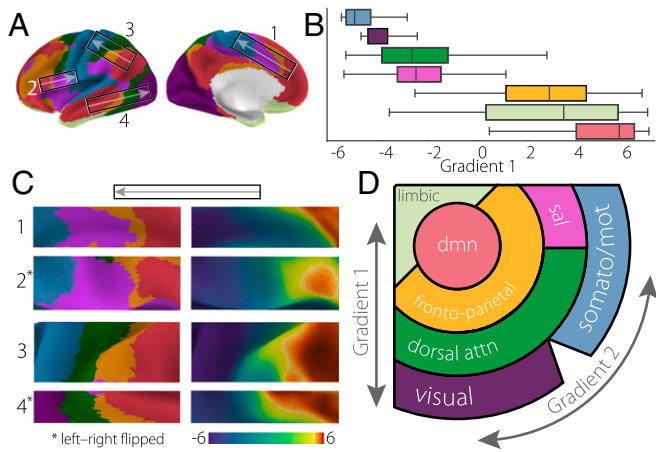 A
3
1
2
4
B
-6
-4
-2
0
2
4
6
Gradient 1
C
1
2*
3
4*
* left–right flipped
-6
6
D
limbic
sal
dmn
somato/mot
fronto-parietal
dorsal attn
visual
Gradient 1
Gradient 2